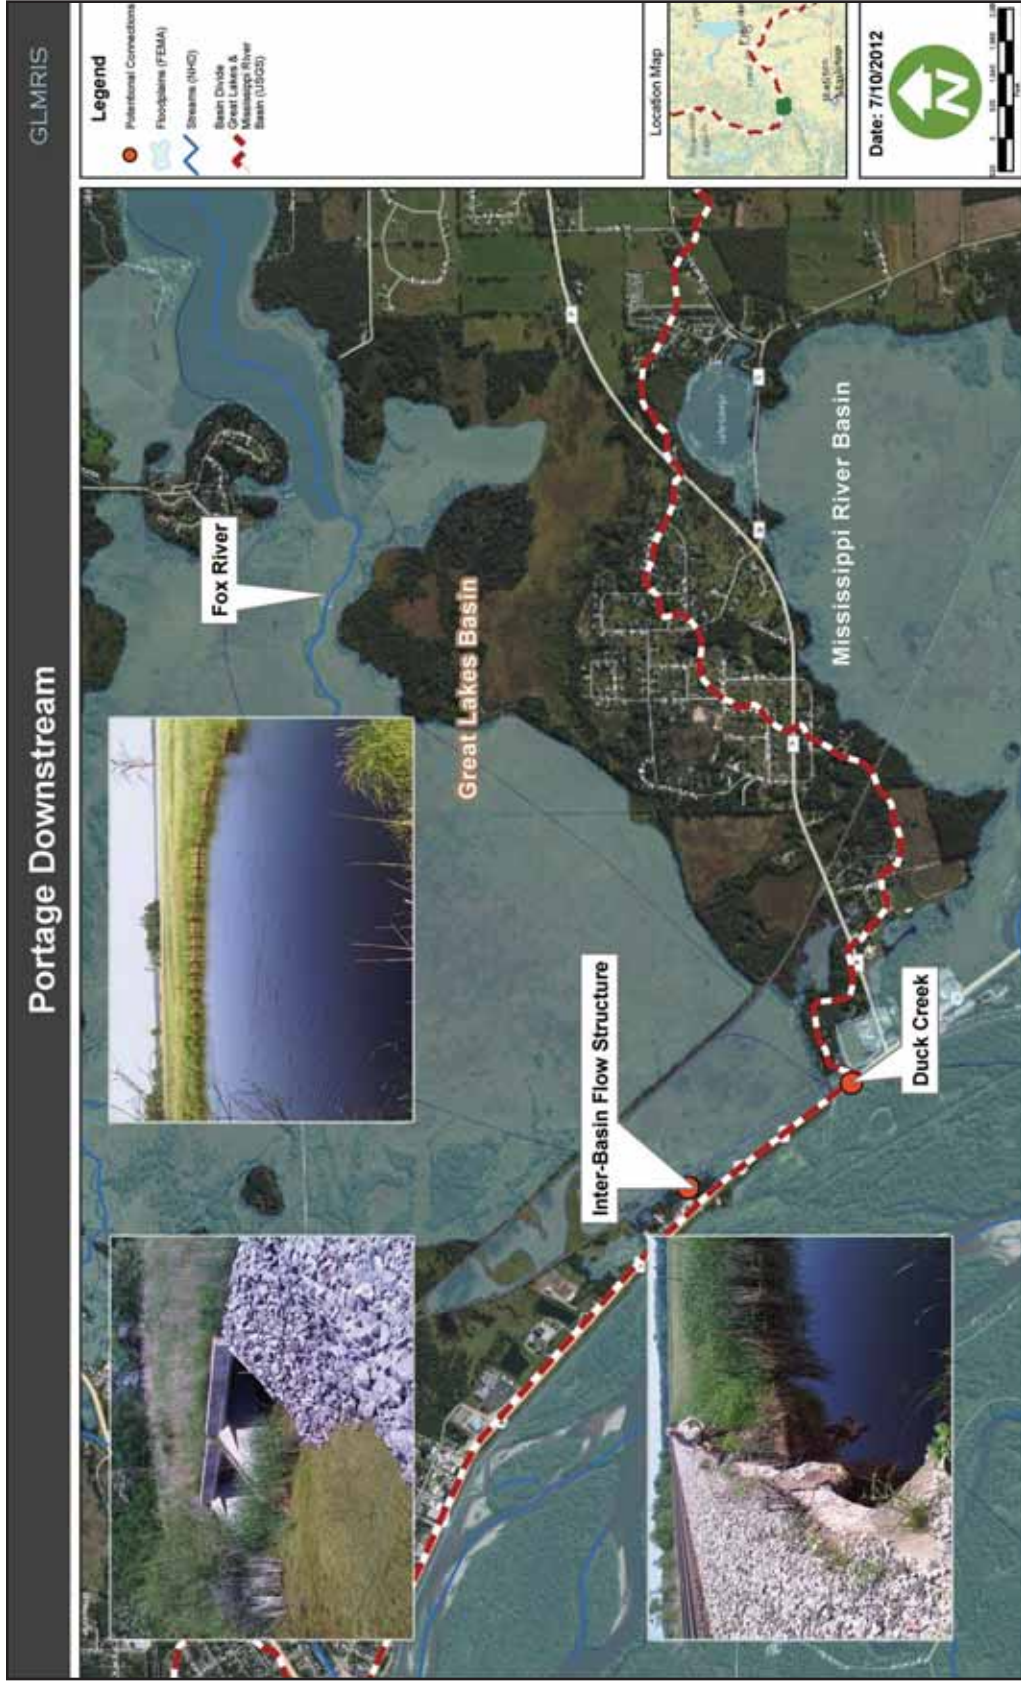 Portage Downstream
GLMRIS
Fox River
Great Lakes Basin
Inter-Basin Flow Structure
Duck Creek
Mississippi River Basin
Legend
Potentional Connections
Floodplains (FEMA)
Streams (NHD)
Basin Divide
Great Lakes &
Mississippi River
Basin (USGS)
Location Map
Date: 7/10/2012
N